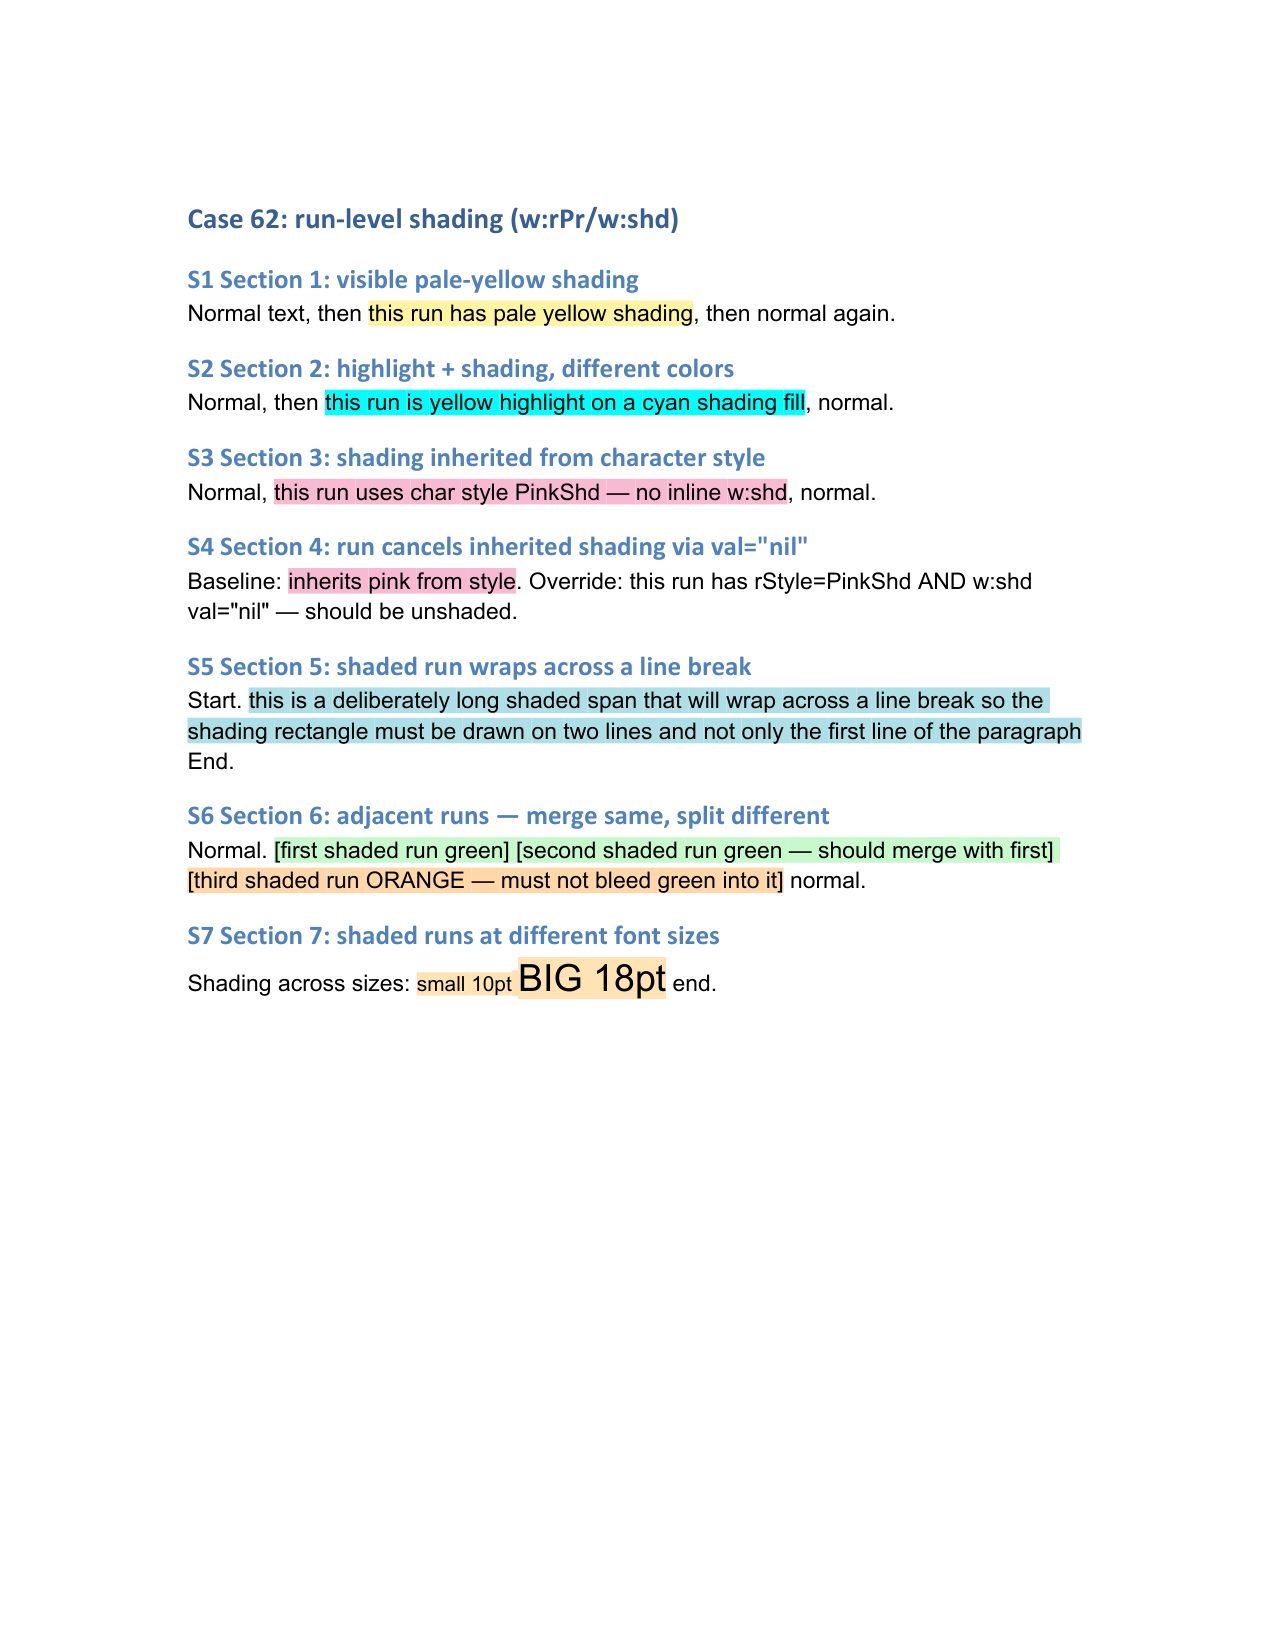 Case 62: run-level shading (w:rPr/w:shd)
S1 Section 1: visible pale-yellow shading
Normal text, then this run has pale yellow shading, then normal again.
S2 Section 2: highlight + shading, different colors
Normal, then this run is yellow highlight on a cyan shading fill, normal.
S3 Section 3: shading inherited from character style
Normal, this run uses char style PinkShd — no inline w:shd, normal.
S4 Section 4: run cancels inherited shading via val="nil"
Baseline: inherits pink from style. Override: this run has rStyle=PinkShd AND w:shd
val="nil" — should be unshaded.
S5 Section 5: shaded run wraps across a line break
Start. this is a deliberately long shaded span that will wrap across a line break so the
shading rectangle must be drawn on two lines and not only the first line of the paragraph
End.
S6 Section 6: adjacent runs — merge same, split different
Normal. [first shaded run green] [second shaded run green — should merge with first]
[third shaded run ORANGE — must not bleed green into it] normal.
S7 Section 7: shaded runs at different font sizes
Shading across sizes: small 10pt BIG 18pt end.